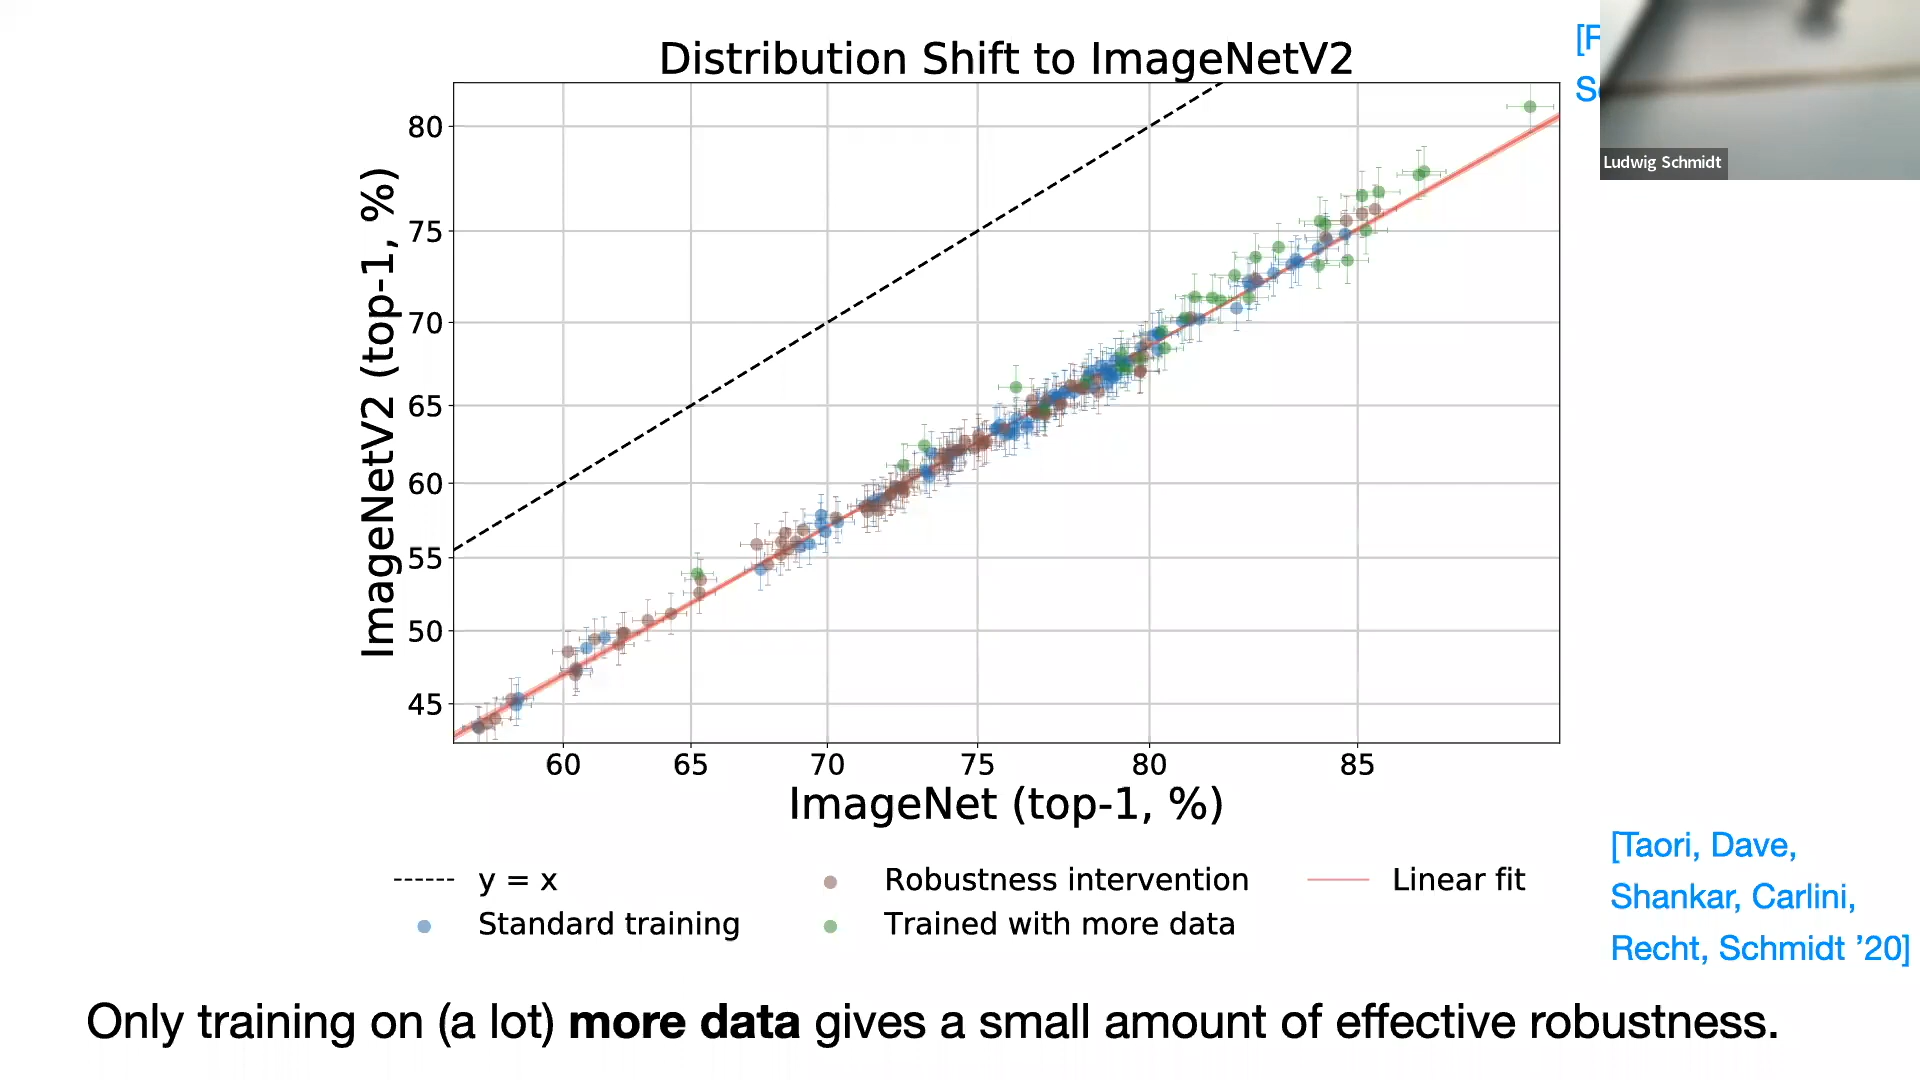 Distribution Shift to ImageNetV2
Ludwig Schmidt
80
75
70
65
60
55
50
45
ImageNetV2 (top-1, %)
60 65 70 75 80 85
ImageNet (top-1, %)
y = x
Robustness intervention
Linear fit
Standard training
Trained with more data
[Taori, Dave,
Shankar, Carlini,
Recht, Schmidt ’20]
Only training on (a lot) more data gives a small amount of effective robustness.